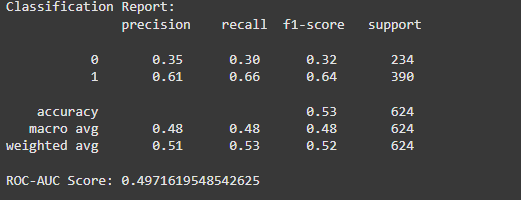 Classification Report:
precision recall f1-score support
0 0.35 0.30 0.32 234
1 0.61 0.66 0.64 390
accuracy 0.53 624
macro avg 0.48 0.48 0.48 624
weighted avg 0.51 0.53 0.52 624
ROC-AUC Score: 0.4971619548542625